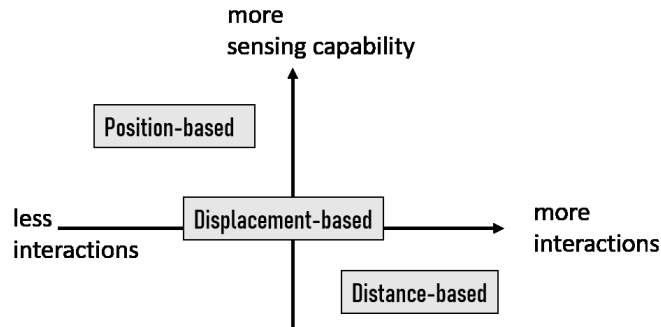 more
sensing capability
Position-based
Displacement-based
less
interactions
more
interactions
Distance-based